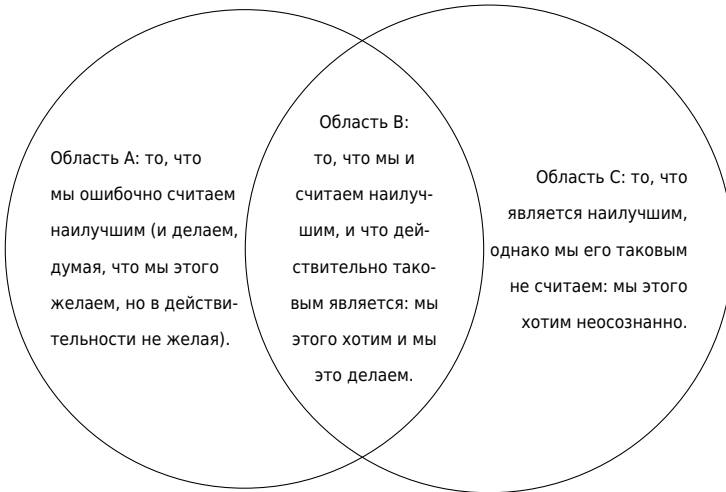 Область A: то, что
мы ошибочно считаем
наилучшим (и делаем,
думая, что мы этого
желаем, но в действи-
тельности не желая).
Область B:
то, что мы и
считаем наилуч-
шим, и что дей-
ствительно тако-
вым является: мы
этого хотим и мы
это делаем.
Область C: то, что
является наилучшим,
однако мы его таковым
не считаем: мы этого
хотим неосознанно.